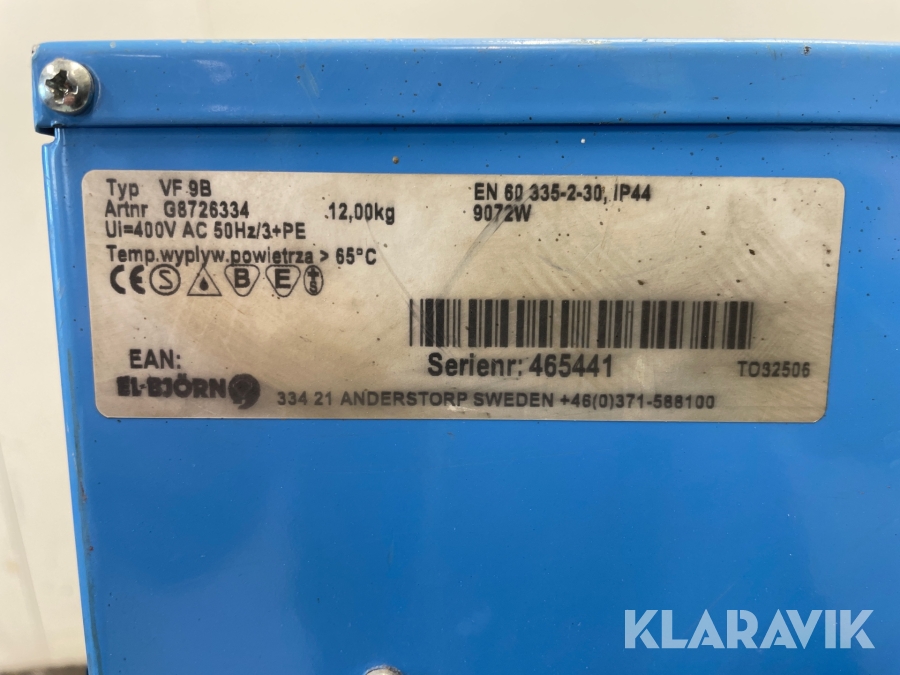 Typ VF 9B
EN 60 335-2-30, IP44
Artnr G8726334 12,00kg
9072W
UI=400V AC 50Hz/3+PE
Temp.wyplyw.powietrza > 65°C
CE S B E +S
EAN:
Serienr: 465441
TO32506
EL-BJÖRN
334 21 ANDERSTORP SWEDEN +46(0)371-588100
KLARAVIK